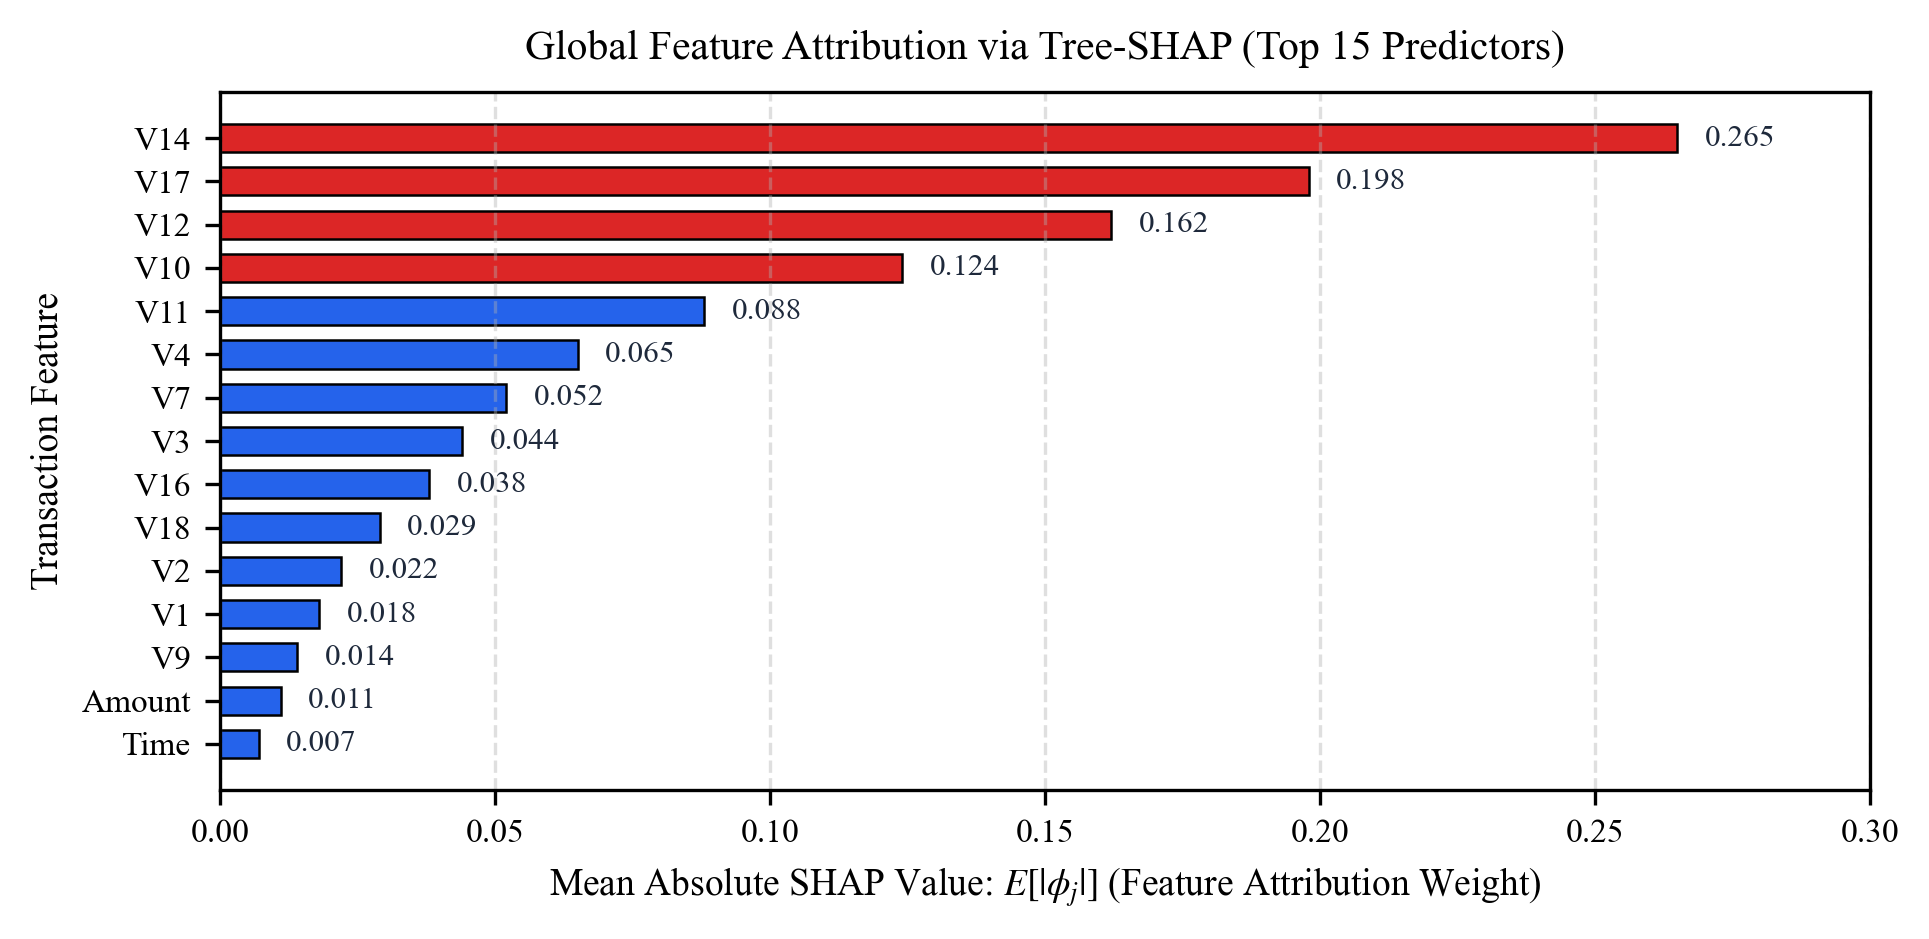 Global Feature Attribution via Tree-SHAP (Top 15 Predictors)
Transaction Feature
V14 0.265
V17 0.198
V12 0.162
V10 0.124
V11 0.088
V4 0.065
V7 0.052
V3 0.044
V16 0.038
V18 0.029
V2 0.022
V1 0.018
V9 0.014
Amount 0.011
Time 0.007
0.00 0.05 0.10 0.15 0.20 0.25 0.30
Mean Absolute SHAP Value: E[|ϕⱼ|] (Feature Attribution Weight)